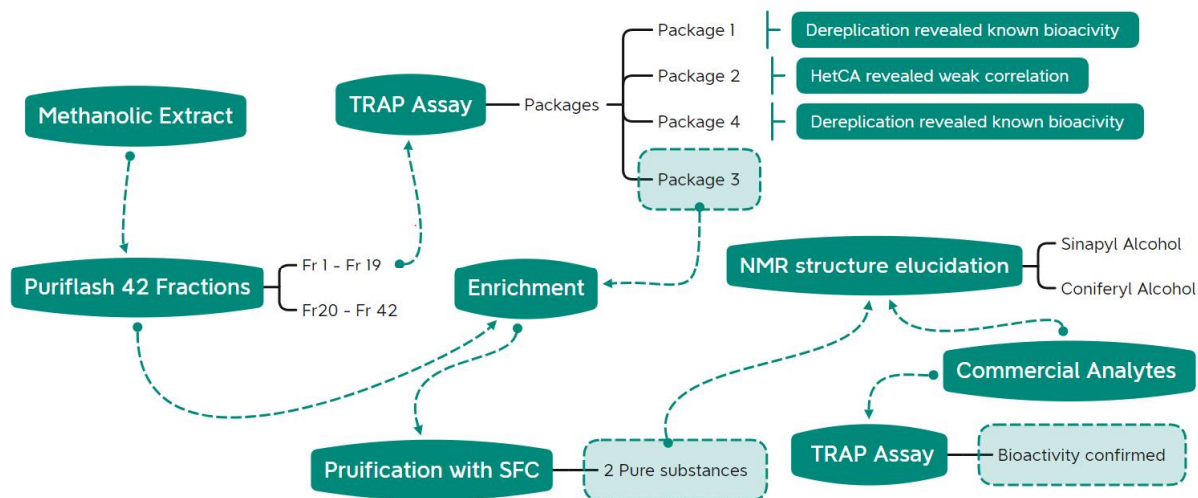 Package 1
Dereplication revealed known bioacivity
Package 2
HetCA revealed weak correlation
TRAP Assay
Packages
Methanolic Extract
Package 4
Dereplication revealed known bioacivity
Package 3
Sinapyl Alcohol
NMR structure elucidation
Coniferyl Alcohol
Fr 1 - Fr 19
Puriflash 42 Fractions
Fr20 - Fr 42
Enrichment
Commercial Analytes
Pruification with SFC
2 Pure substances
TRAP Assay
Bioactivity confirmed